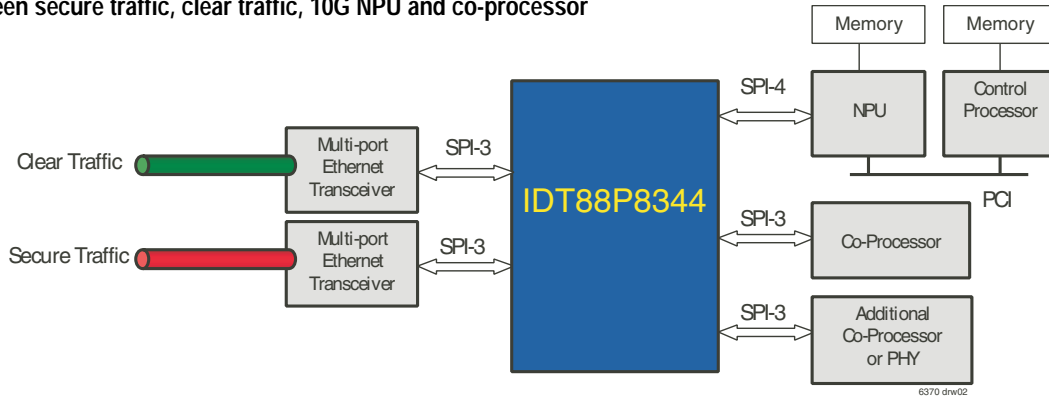 een secure traffic, clear traffic, 10G NPU and co-processor
Memory
Memory
SPI-4
NPU
Control
Processor
Clear Traffic
Multi-port
Ethernet
Transceiver
SPI-3
IDT88P8344
PCI
SPI-3
Co-Processor
Secure Traffic
Multi-port
Ethernet
Transceiver
SPI-3
SPI-3
Additional
Co-Processor
or PHY
6370 drw02